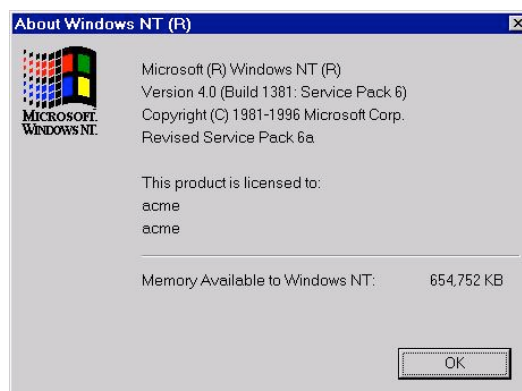 About Windows NT (R)
MICROSOFT.
WINDOWS NT.
Microsoft (R) Windows NT (R)
Version 4.0 (Build 1381: Service Pack 6)
Copyright (C) 1981-1996 Microsoft Corp.
Revised Service Pack 6a
This product is licensed to:
acme
acme
Memory Available to Windows NT: 654,752 KB
OK